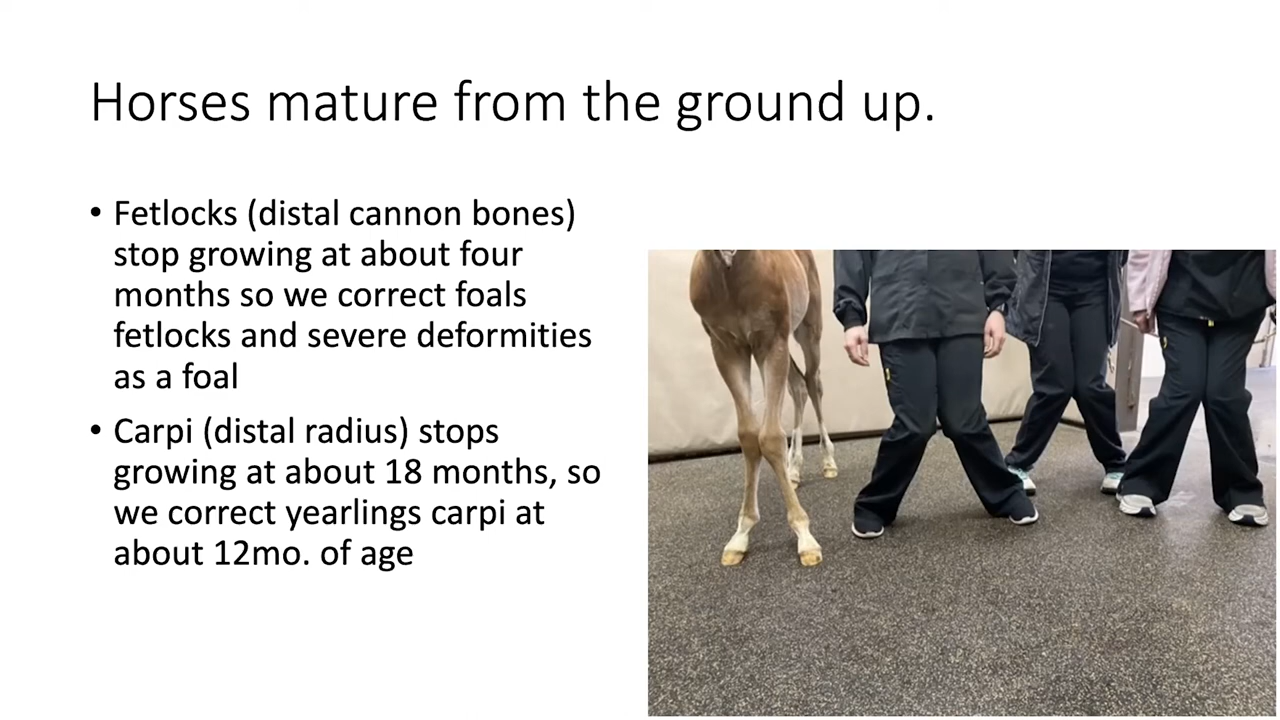 Horses mature from the ground up.
• Fetlocks (distal cannon bones)
stop growing at about four
months so we correct foals
fetlocks and severe deformities
as a foal
• Carpi (distal radius) stops
growing at about 18 months, so
we correct yearlings carpi at
about 12mo. of age